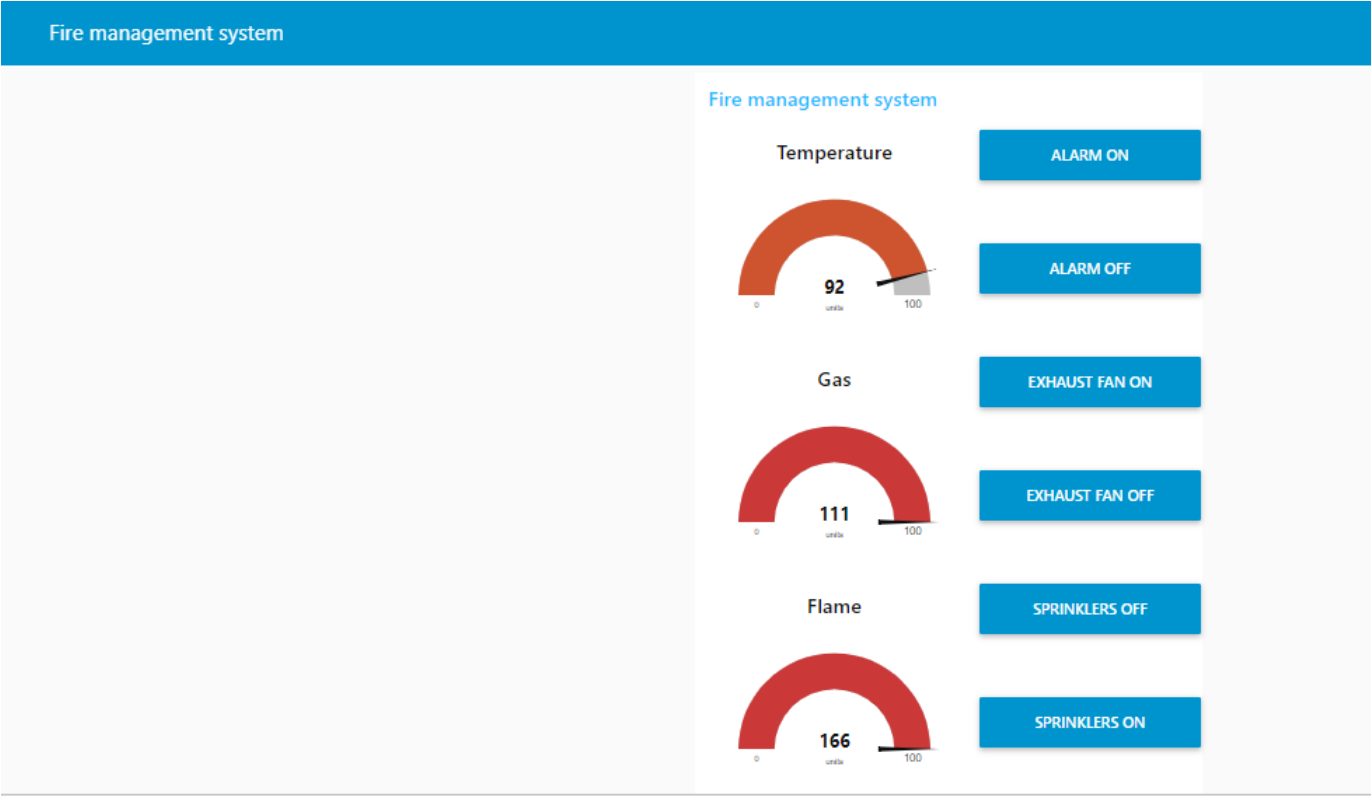 Fire management system
Fire management system
Temperature
ALARM ON
92
units
0
100
ALARM OFF
Gas
EXHAUST FAN ON
111
units
0
100
EXHAUST FAN OFF
Flame
SPRINKLERS OFF
166
units
0
100
SPRINKLERS ON